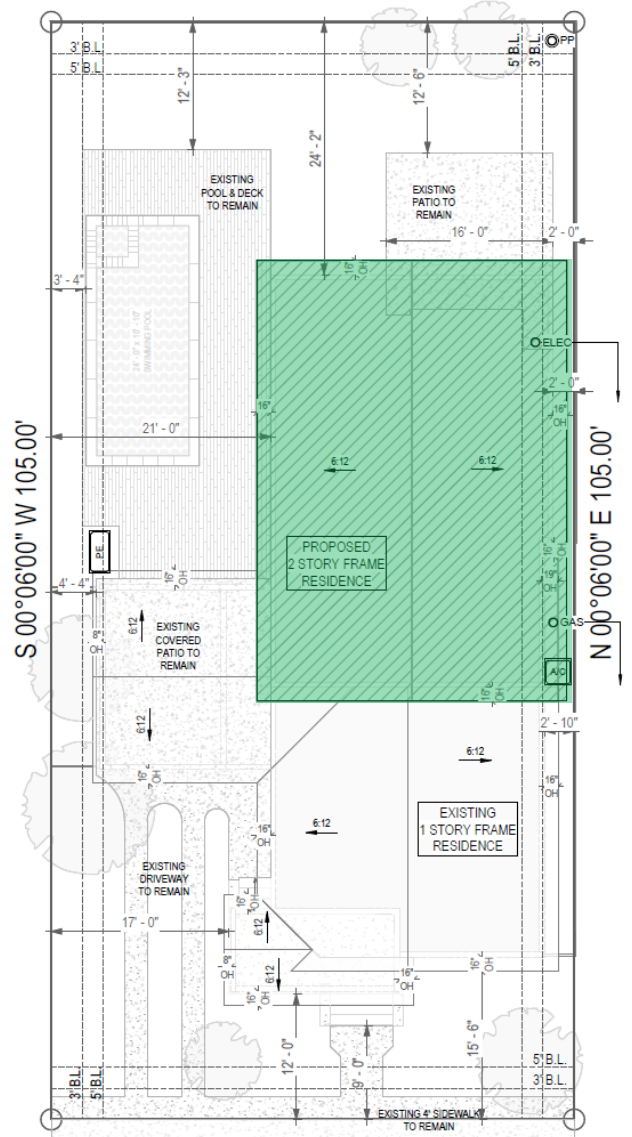 3' B.L.
5' B.L.
5' B.L.
3' B.L.
PP
12' - 3"
24' - 2"
12' - 6"
EXISTING
POOL & DECK
TO REMAIN
EXISTING
PATIO TO
REMAIN
16' - 0"
2' - 0"
3' - 4"
16"
OH
SWIMMING POOL
ELEC
2' - 0"
16"
16"
OH
21' - 0"
6:12
6:12
S 00°06'00" W 105.00'
N 00°06'00" E 105.00'
P.E.
PROPOSED
2 STORY FRAME
RESIDENCE
16"
OH
16"
OH
16"
OH
4' - 4"
6:12
8"
OH
EXISTING
COVERED
PATIO TO
REMAIN
GAS
A/C
16"
OH
6:12
2' - 10"
6:12
16"
OH
16"
OH
EXISTING
1 STORY FRAME
RESIDENCE
16"
OH
6:12
EXISTING
DRIVEWAY
TO REMAIN
16"
OH
17' - 0"
6:12
8"
OH
6:12
16"
OH
16"
OH
16"
OH
12' - 0"
9' - 0"
15' - 6"
3' B.L.
5' B.L.
5' B.L.
3' B.L.
EXISTING 4' SIDEWALK
TO REMAIN